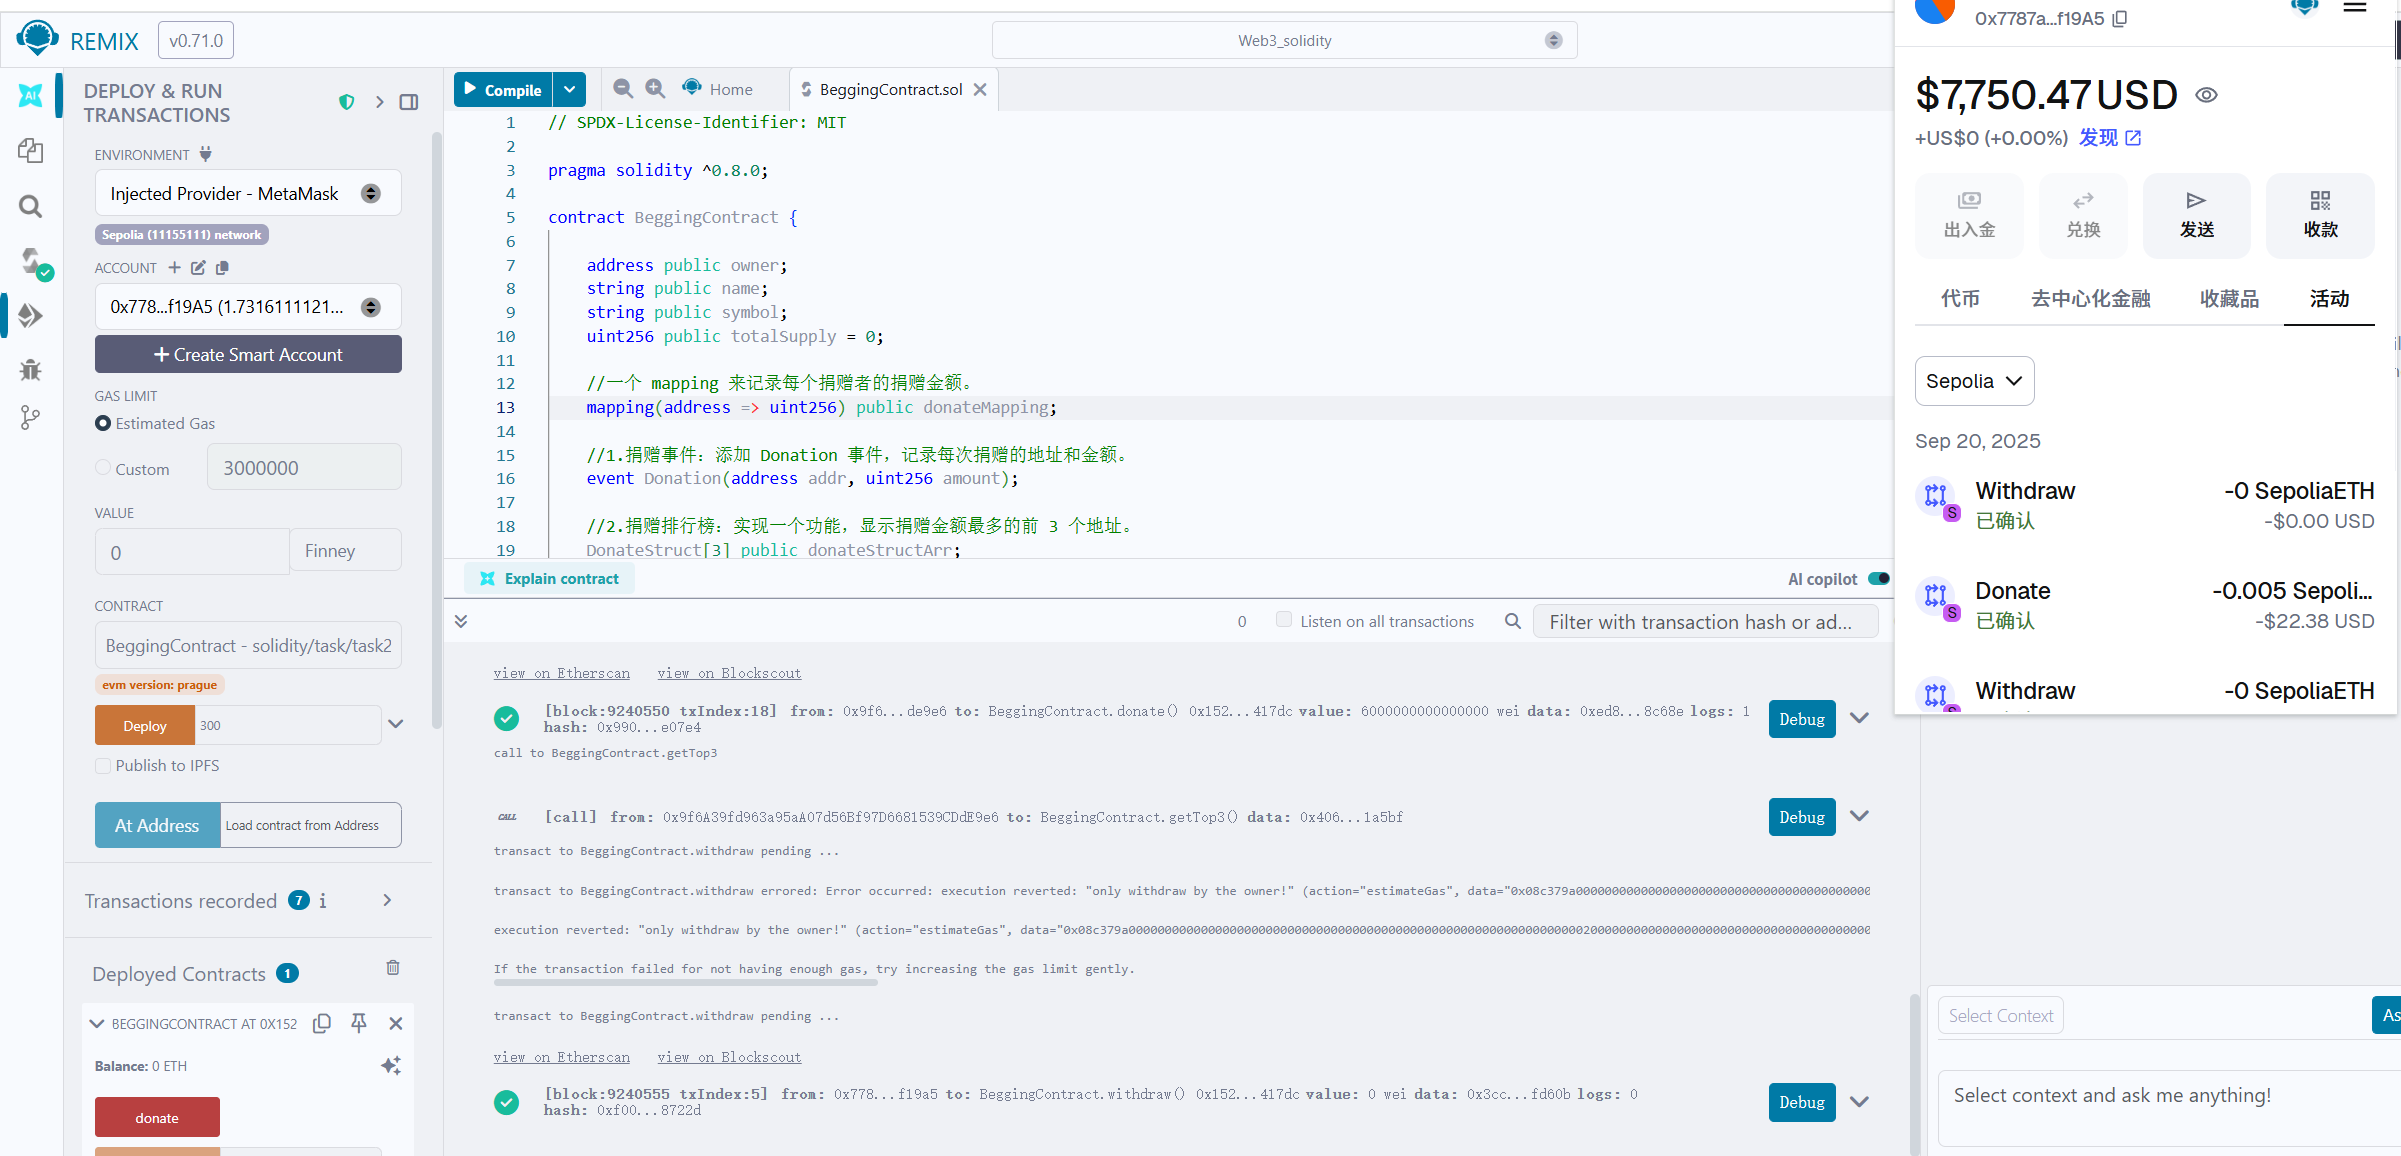 REMIX v0.71.0
Web3_solidity
DEPLOY & RUN
TRANSACTIONS
ENVIRONMENT
Injected Provider - MetaMask
Sepolia (11155111) network
ACCOUNT
0x778...f19A5 (1.7316111121...
Create Smart Account
GAS LIMIT
Estimated Gas
Custom 3000000
VALUE
0 Finney
CONTRACT
BeggingContract - solidity/task/task2
evm version: prague
Deploy 300
Publish to IPFS
At Address Load contract from Address
Transactions recorded 7 i
Deployed Contracts 1
BEGGINGCONTRACT AT 0X152
Balance: 0 ETH
donate
Compile Home BeggingContract.sol
1 // SPDX-License-Identifier: MIT
2
3 pragma solidity ^0.8.0;
4
5 contract BeggingContract {
6
7 address public owner;
8 string public name;
9 string public symbol;
10 uint256 public totalSupply = 0;
11
12 //一个 mapping 来记录每个捐赠者的捐赠金额。
13 mapping(address => uint256) public donateMapping;
14
15 //1.捐赠事件：添加 Donation 事件，记录每次捐赠的地址和金额。
16 event Donation(address addr, uint256 amount);
17
18 //2.捐赠排行榜：实现一个功能，显示捐赠金额最多的前 3 个地址。
19 DonateStruct[3] public donateStructArr;
Explain contract AI copilot
0 Listen on all transactions Filter with transaction hash or ad...
view on Etherscan view on Blockscout
[block:9240550 txIndex:18] from: 0x9f6...de9e6 to: BeggingContract.donate() 0x152...417dc value: 6000000000000000 wei data: 0xed8...8c68e logs: 1
hash: 0x990...e07e4
Debug
call to BeggingContract.getTop3
CALL [call] from: 0x9f6A39fd963a95aA07d56Bf97D6681539CDdE9e6 to: BeggingContract.getTop3() data: 0x406...1a5bf
Debug
transact to BeggingContract.withdraw pending ...
transact to BeggingContract.withdraw errored: Error occurred: execution reverted: "only withdraw by the owner!" (action="estimateGas", data="0x08c379a
execution reverted: "only withdraw by the owner!" (action="estimateGas", data="0x08c379a
If the transaction failed for not having enough gas, try increasing the gas limit gently.
transact to BeggingContract.withdraw pending ...
view on Etherscan view on Blockscout
[block:9240555 txIndex:5] from: 0x778...f19a5 to: BeggingContract.withdraw() 0x152...417dc value: 0 wei data: 0x3cc...fd60b logs: 0
hash: 0xf00...8722d
Debug
0x7787a...f19A5
$7,750.47 USD
+US$0 (+0.00%) 发现
出入金 兑换 发送 收款
代币 去中心化金融 收藏品 活动
Sepolia
Sep 20, 2025
Withdraw -0 SepoliaETH
已确认 -$0.00 USD
Donate -0.005 Sepoli...
已确认 -$22.38 USD
Withdraw -0 SepoliaETH
Select Context As
Select context and ask me anything!